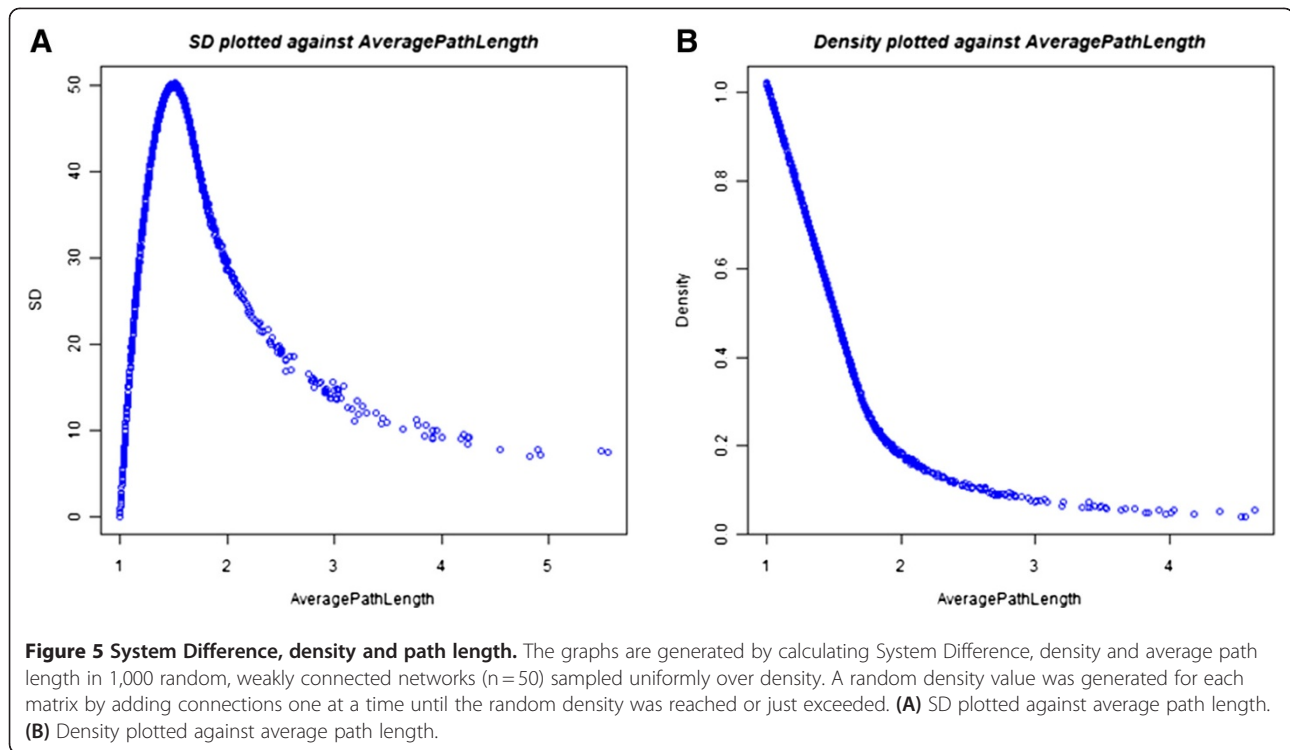 A
SD plotted against AveragePathLength
50
40
30
20
10
0
SD
1 2 3 4 5
AveragePathLength
B
Density plotted against AveragePathLength
1.0
0.8
0.6
0.4
0.2
0.0
Density
1 2 3 4
AveragePathLength
Figure 5 System Difference, density and path length. The graphs are generated by calculating System Difference, density and average path
length in 1,000 random, weakly connected networks (n = 50) sampled uniformly over density. A random density value was generated for each
matrix by adding connections one at a time until the random density was reached or just exceeded. (A) SD plotted against average path length.
(B) Density plotted against average path length.